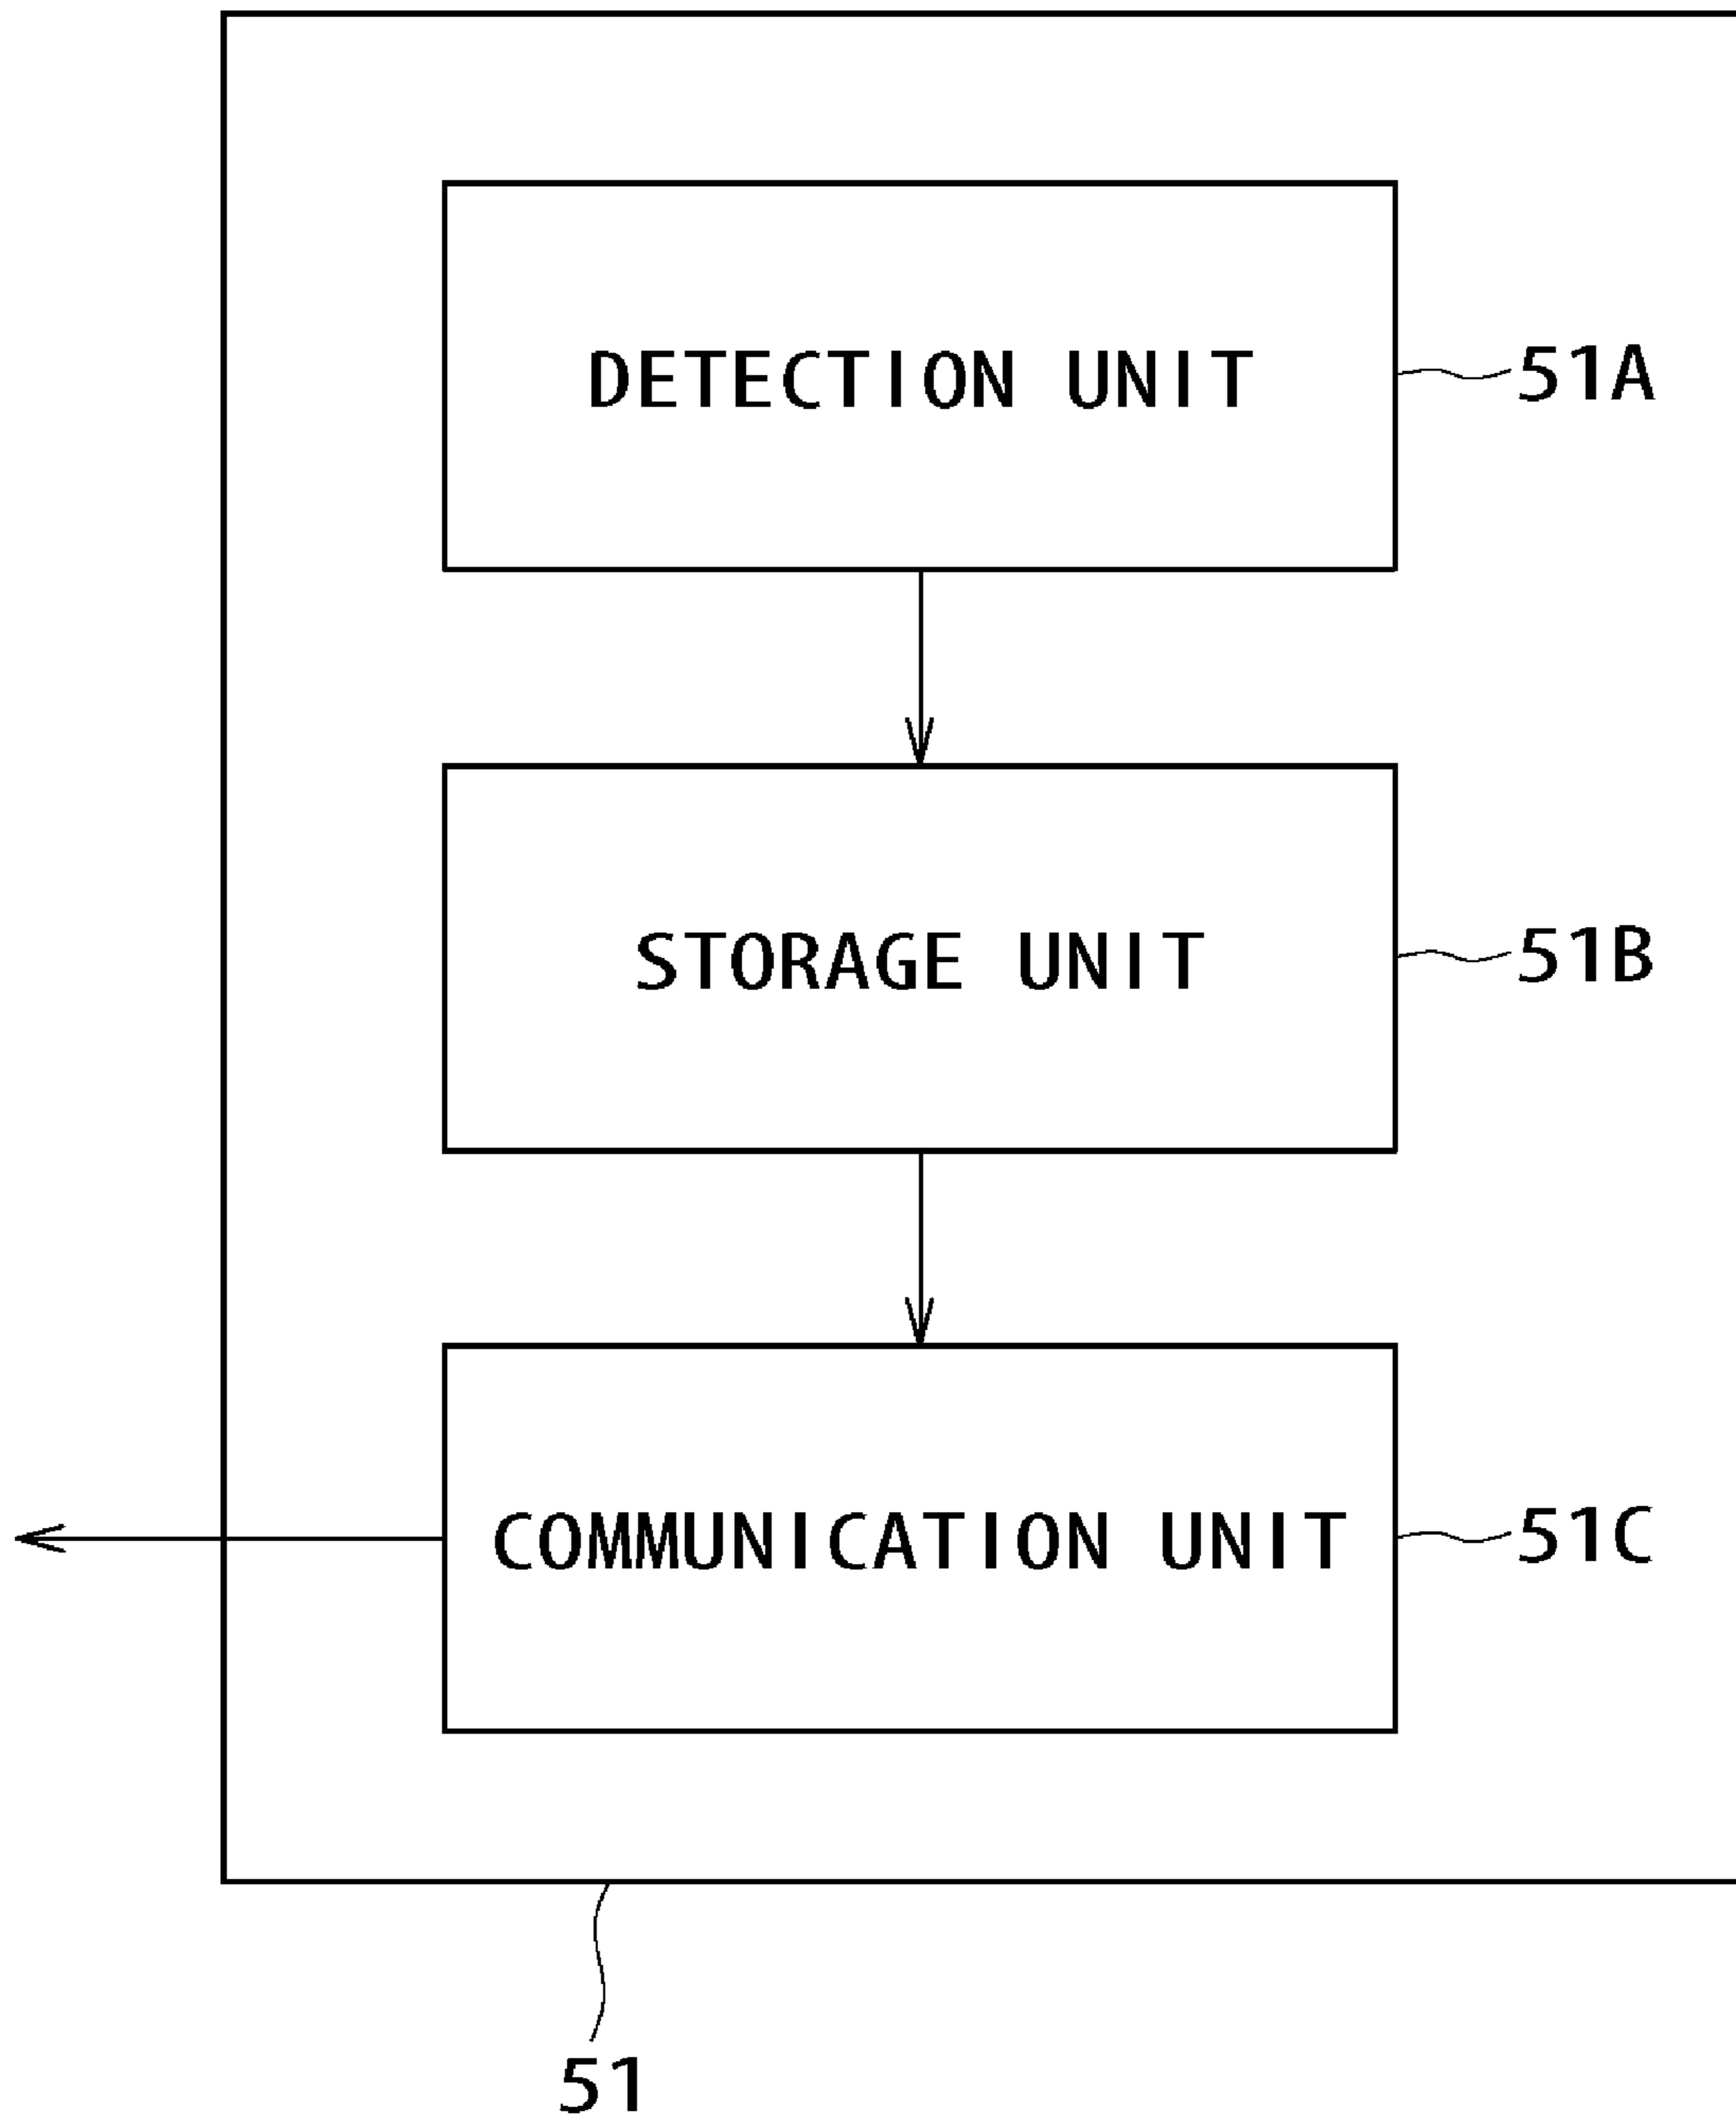 DETECTION UNIT
51A
STORAGE UNIT
51B
COMMUNICATION UNIT
51C
51